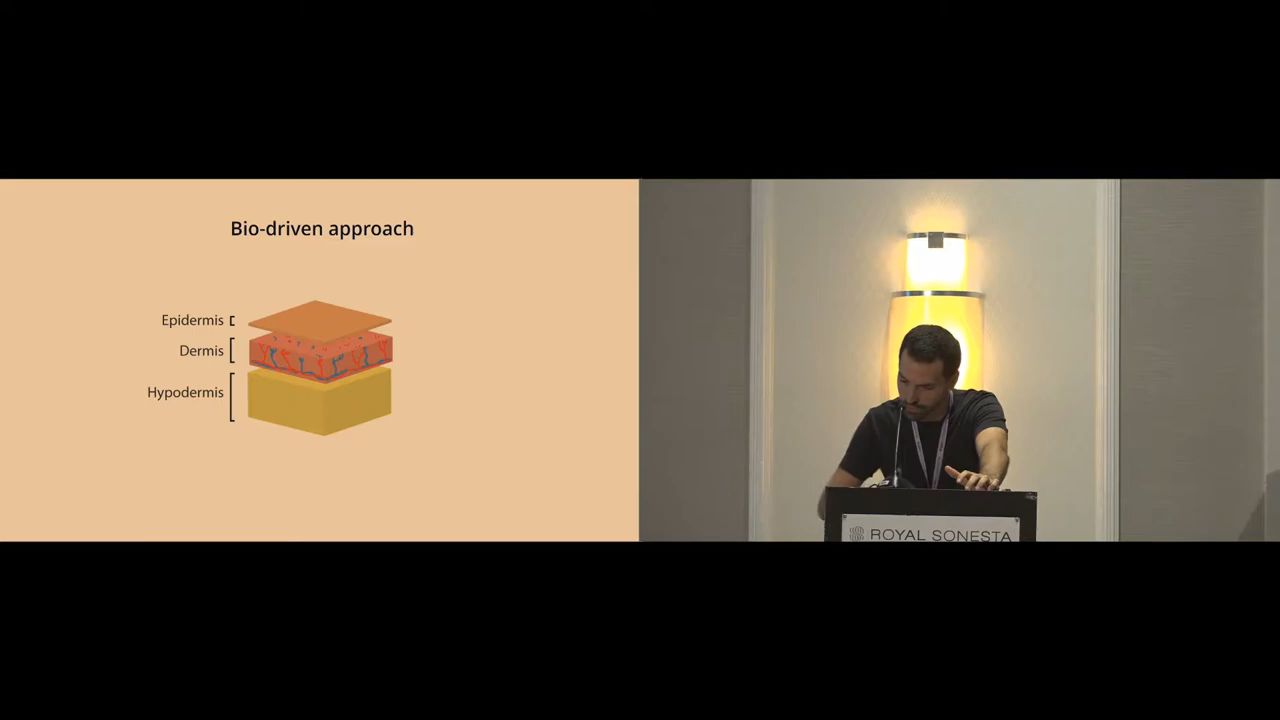 Bio-driven approach
Epidermis
Dermis
Hypodermis
ROYAL SONESTA